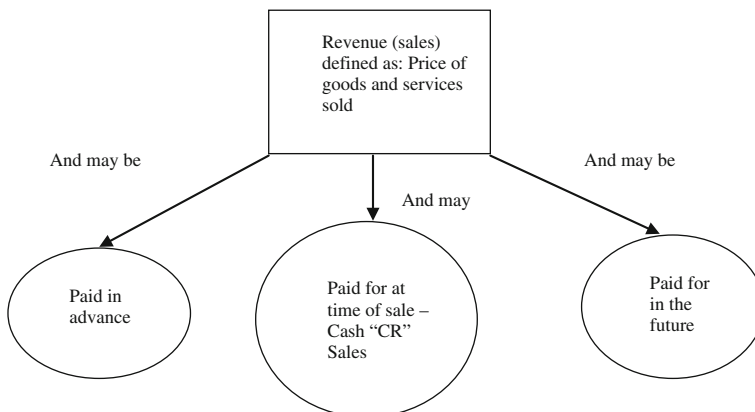 Revenue (sales)
defined as: Price of
goods and services
sold
And may be
And may be
And may
Paid in
advance
Paid for at
time of sale –
Cash “CR”
Sales
Paid for
in the
future